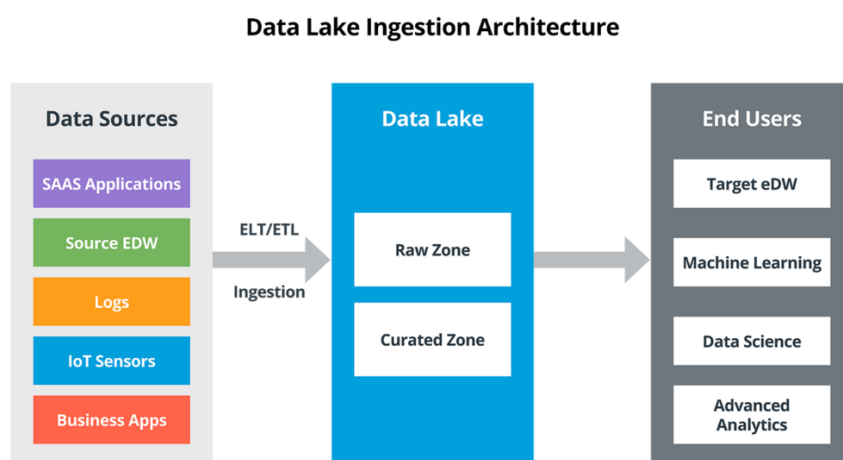 Data Lake Ingestion Architecture
Data Sources
SAAS Applications
Source EDW
Logs
IoT Sensors
Business Apps
ELT/ETL
Ingestion
Data Lake
Raw Zone
Curated Zone
End Users
Target eDW
Machine Learning
Data Science
Advanced
Analytics